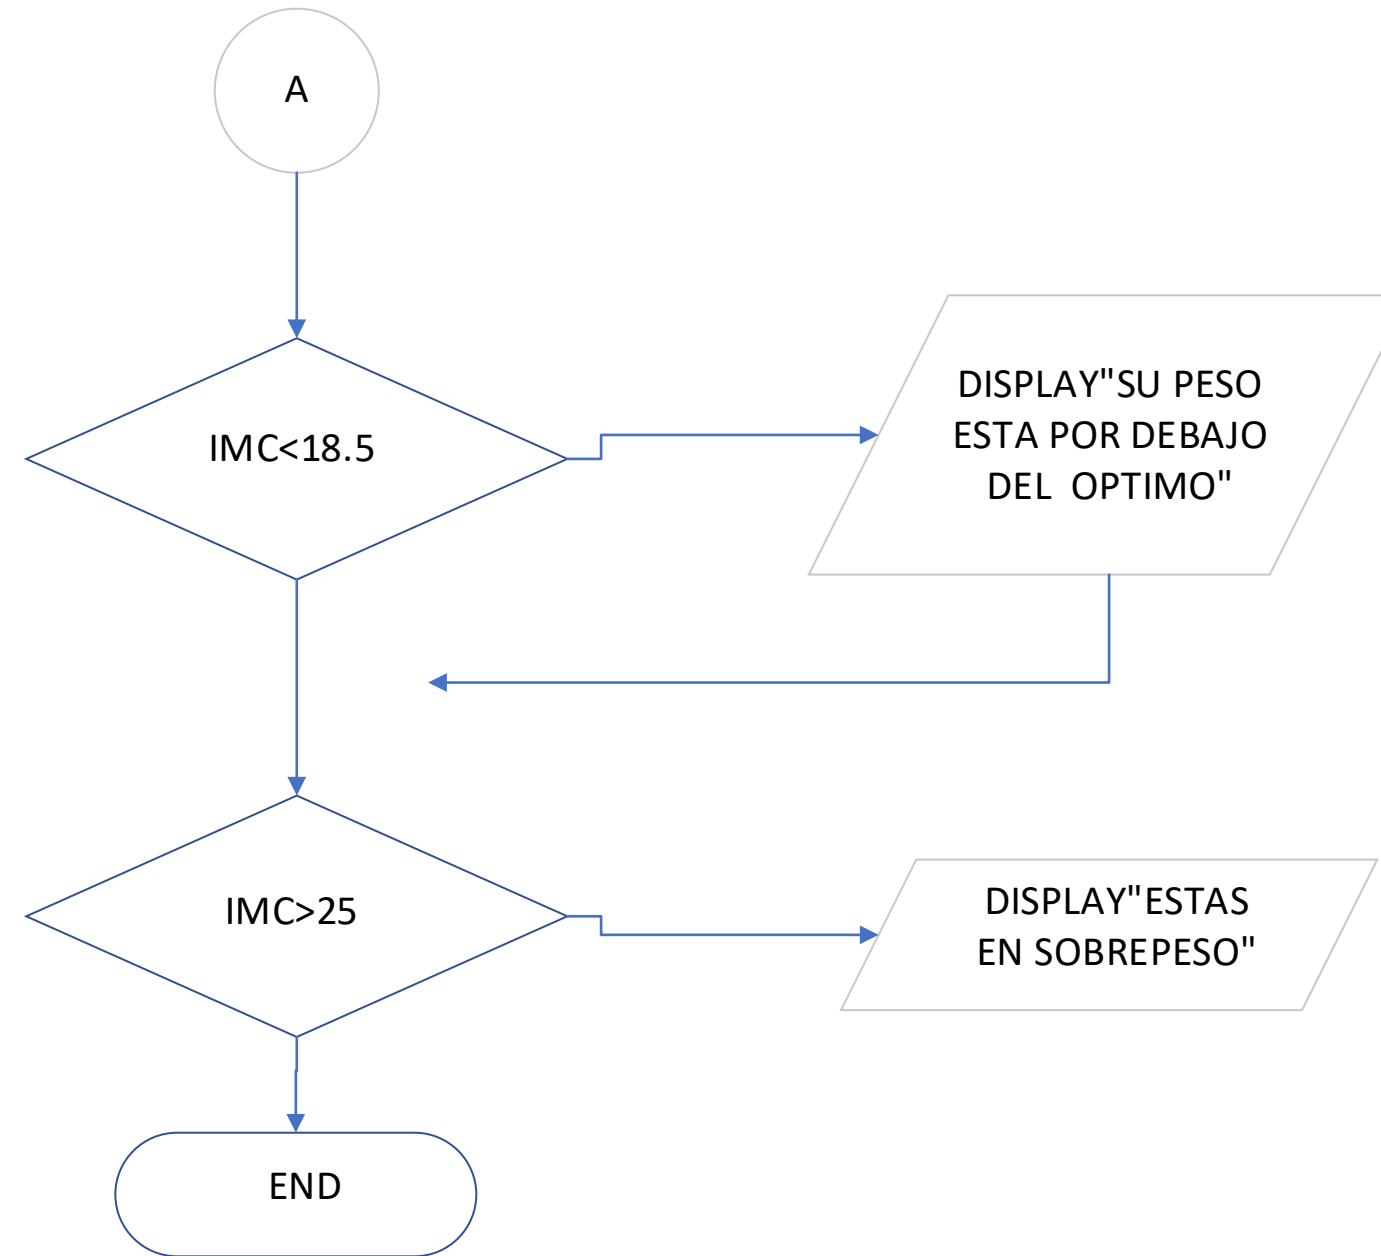 A
IMC<18.5
DISPLAY"SU PESO
ESTA POR DEBAJO
DEL  OPTIMO"
IMC>25
DISPLAY"ESTAS
EN SOBREPESO"
END